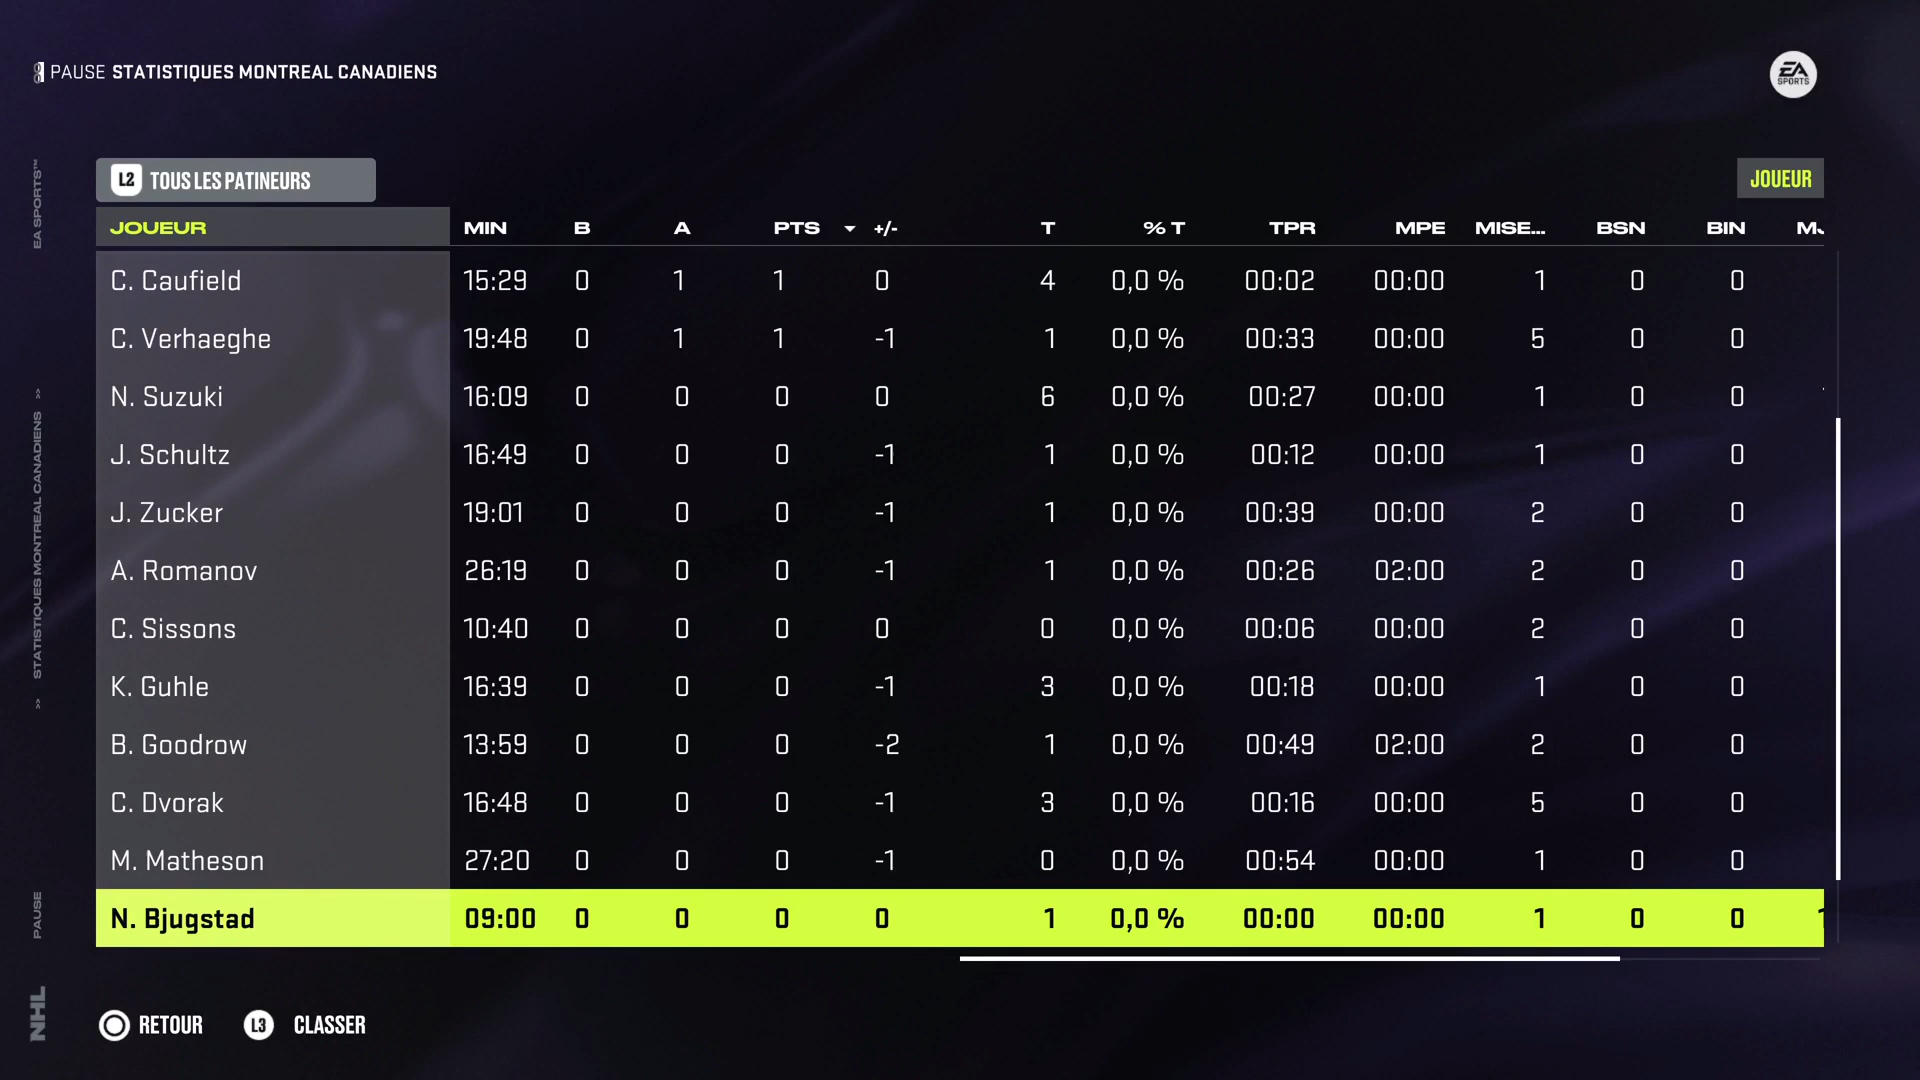 PAUSE STATISTIQUES MONTREAL CANADIENS
EA SPORTS
L2 TOUS LES PATINEURS
JOUEUR
JOUEUR MIN B A PTS +/- T % T TPR MPE MISE... BSN BIN
C. Caufield 15:29 0 1 1 0 4 0,0 % 00:02 00:00 1 0 0
C. Verhaeghe 19:48 0 1 1 -1 1 0,0 % 00:33 00:00 5 0 0
N. Suzuki 16:09 0 0 0 0 6 0,0 % 00:27 00:00 1 0 0
J. Schultz 16:49 0 0 0 -1 1 0,0 % 00:12 00:00 1 0 0
J. Zucker 19:01 0 0 0 -1 1 0,0 % 00:39 00:00 2 0 0
A. Romanov 26:19 0 0 0 -1 1 0,0 % 00:26 02:00 2 0 0
C. Sissons 10:40 0 0 0 0 0 0,0 % 00:06 00:00 2 0 0
K. Guhle 16:39 0 0 0 -1 3 0,0 % 00:18 00:00 1 0 0
B. Goodrow 13:59 0 0 0 -2 1 0,0 % 00:49 02:00 2 0 0
C. Dvorak 16:48 0 0 0 -1 3 0,0 % 00:16 00:00 5 0 0
M. Matheson 27:20 0 0 0 -1 0 0,0 % 00:54 00:00 1 0 0
N. Bjugstad 09:00 0 0 0 0 1 0,0 % 00:00 00:00 1 0 0
RETOUR L3 CLASSER
NHL PAUSE >> STATISTIQUES MONTREAL CANADIENS >> EA SPORTS™